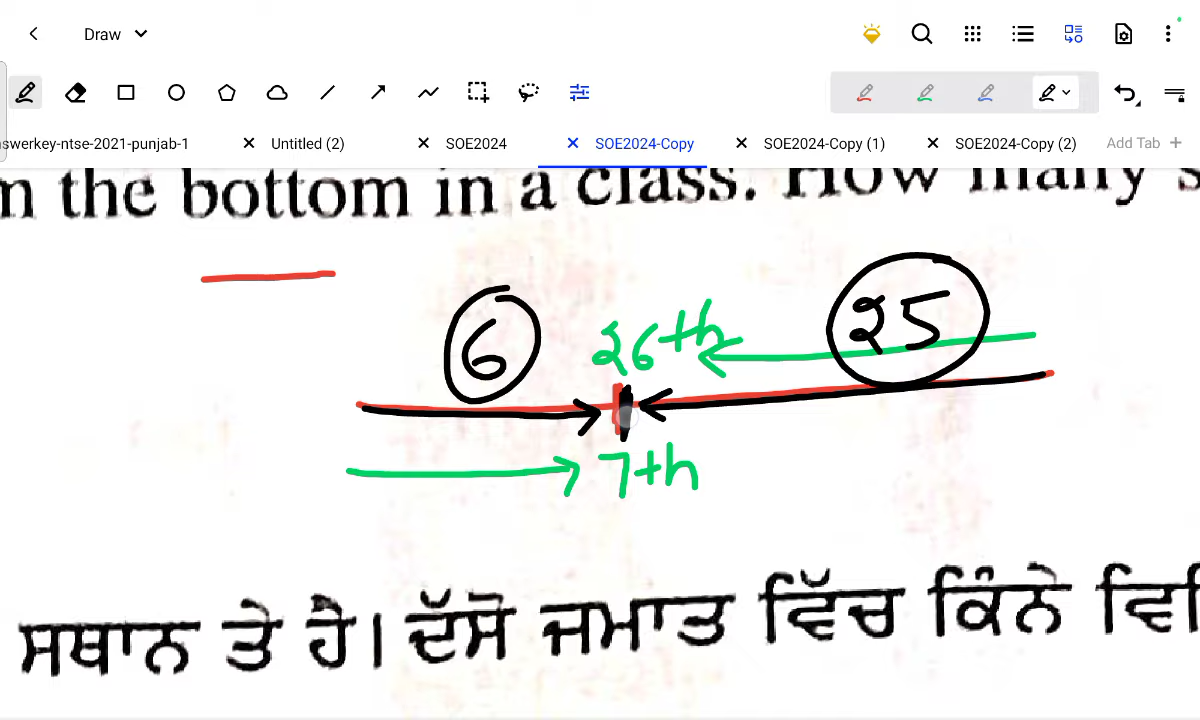 Draw
swerkey-ntse-2021-punjab-1 Untitled (2) SOE2024 SOE2024-Copy SOE2024-Copy (1) SOE2024-Copy (2) Add Tab +
the bottom in a class. How many
6 26th 25
7th
ਸਥਾਨ ਤੇ ਹੈ। ਦੱਸੋ ਜਮਾਤ ਵਿੱਚ ਕਿੰਨੇ